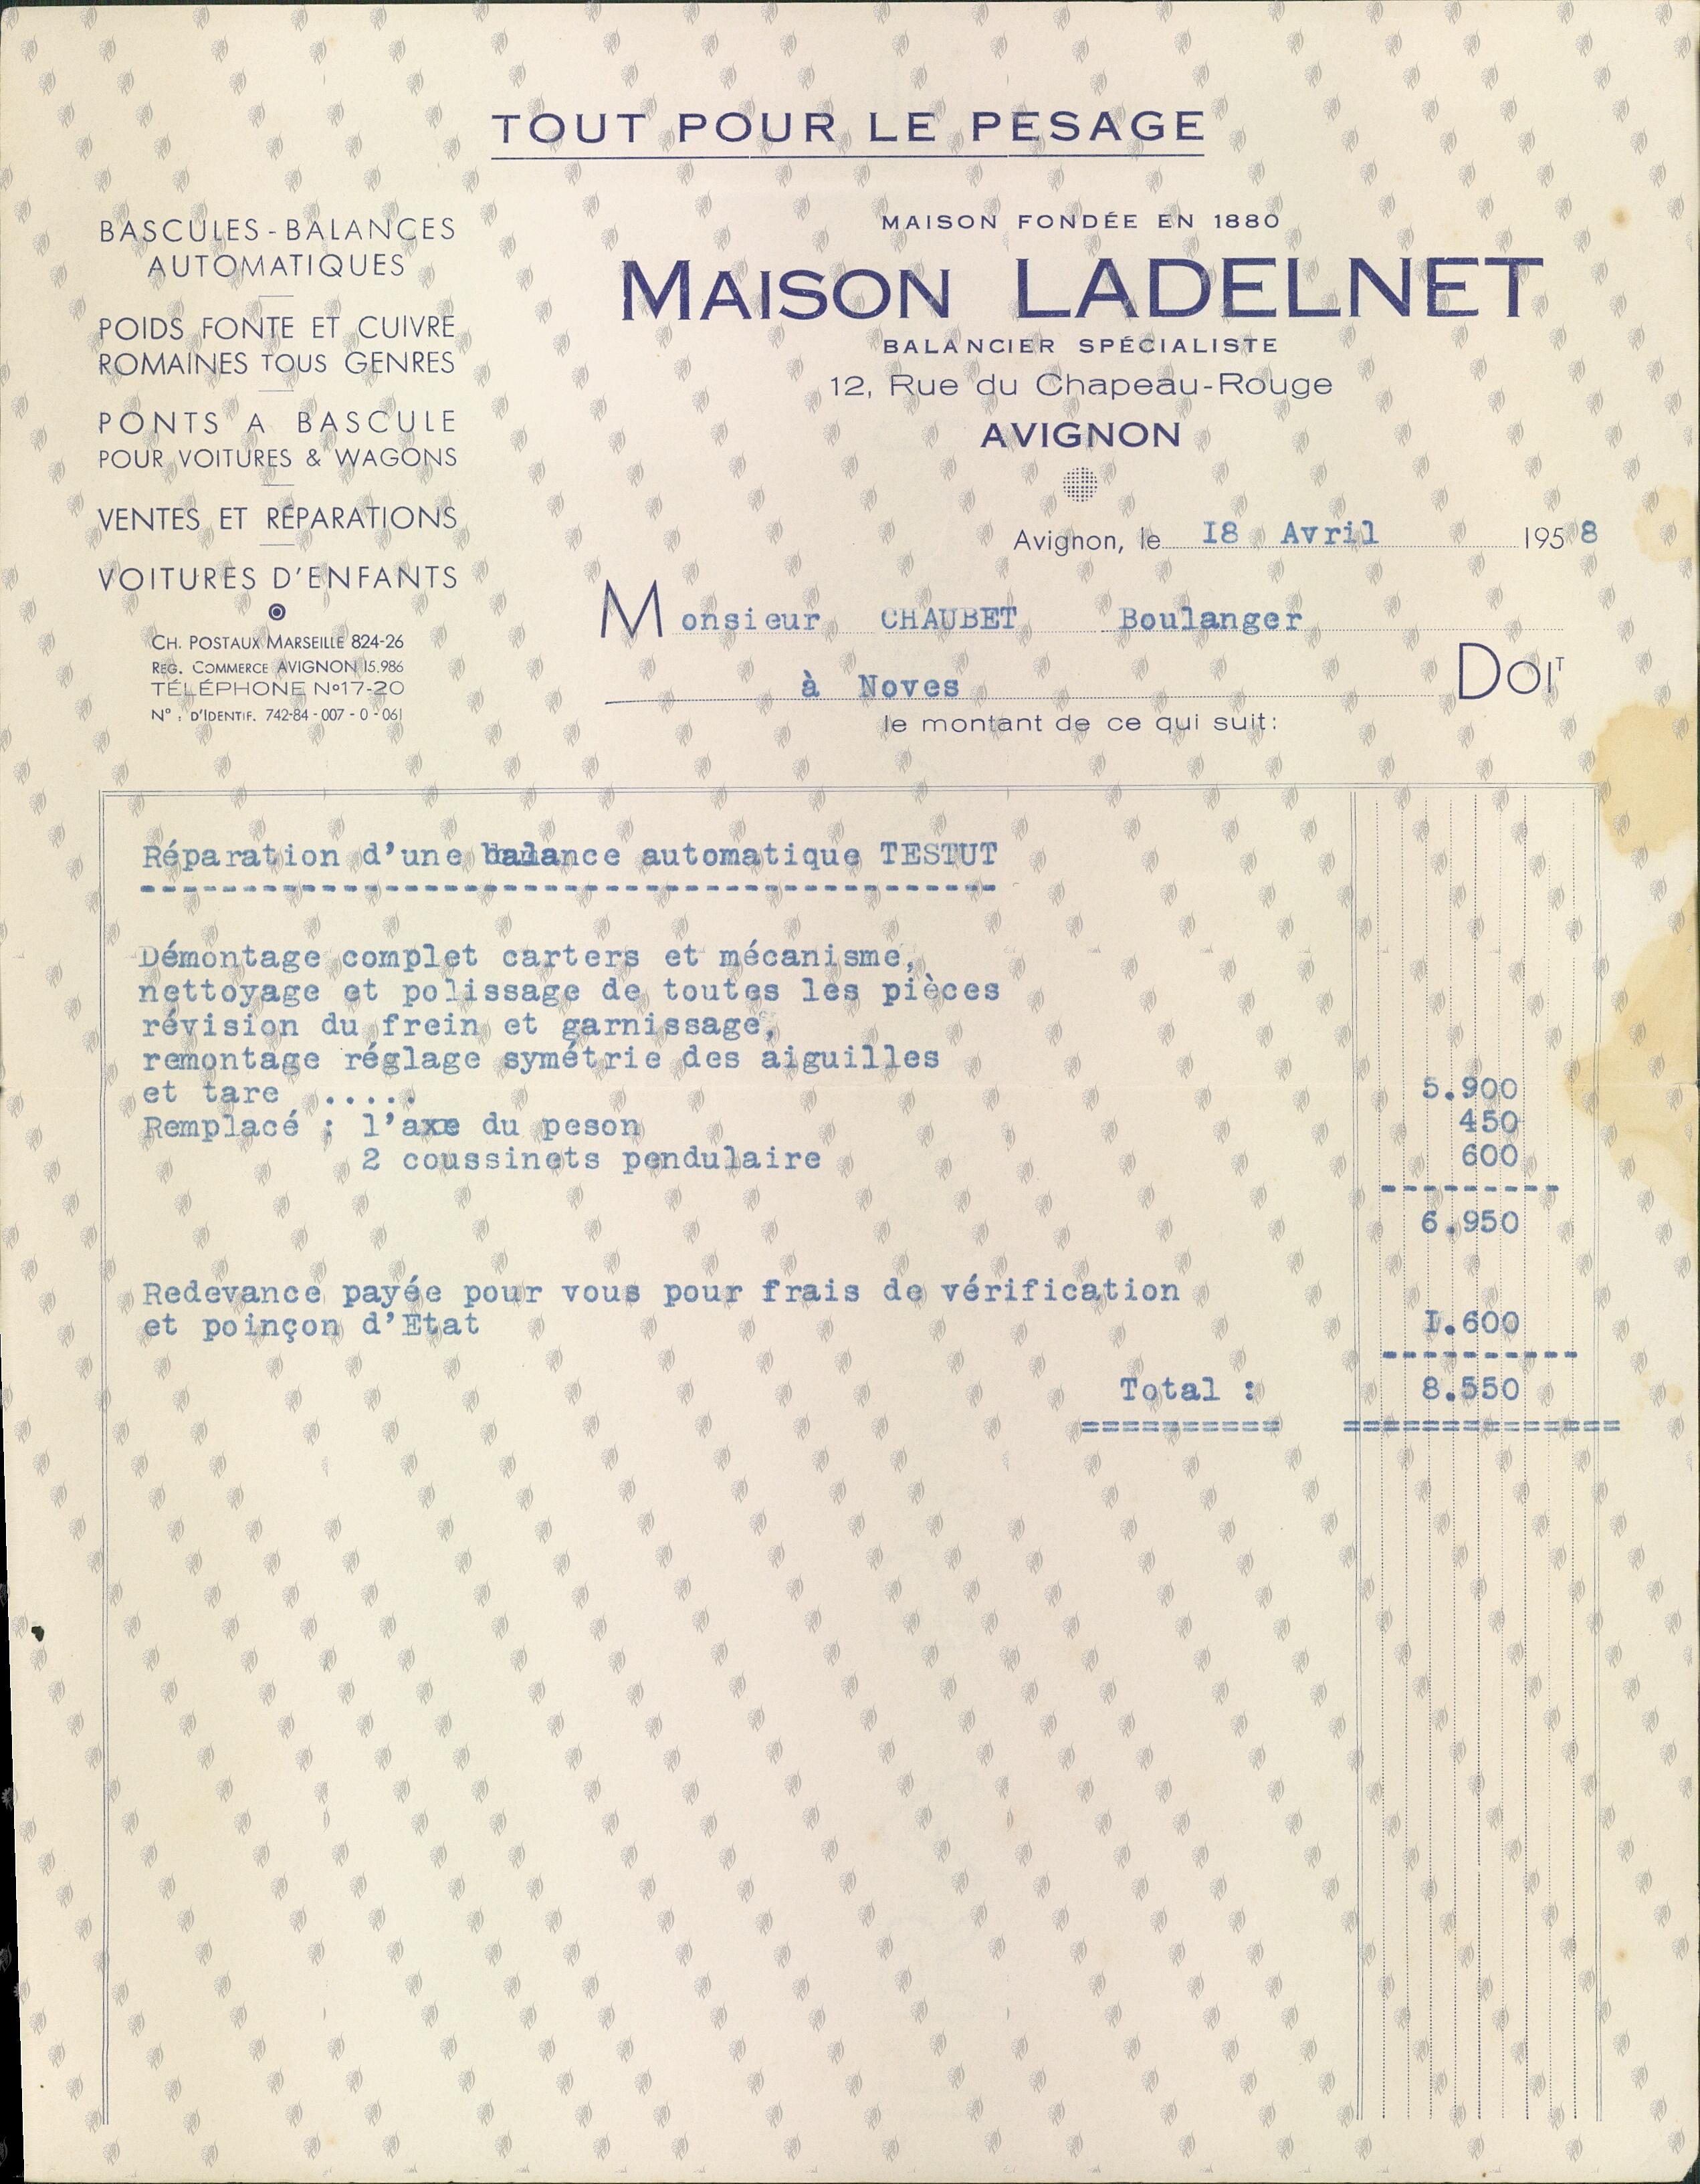 TOUT POUR LE PESAGE
BASCULES - BALANCES
AUTOMATIQUES
POIDS FONTE ET CUIVRE
ROMAINES TOUS GENRES
PONTS A BASCULE
POUR VOITURES & WAGONS
VENTES ET RÉPARATIONS
VOITURES D'ENFANTS
CH. POSTAUX MARSEILLE 824-26
REG. COMMERCE AVIGNON 15.986
TÉLÉPHONE No 17-20
N° : D'IDENTIF. 742-84 - 007 - 0 - 061
MAISON FONDÉE EN 1880
MAISON LADELNET
BALANCIER SPÉCIALISTE
12, Rue du Chapeau-Rouge
AVIGNON
Avignon, le I8 Avril 1958
Monsieur CHAUBET Boulanger
à Noves DOIT
le montant de ce qui suit:
Réparation d'une balance automatique TESTUT
Démontage complet carters et mécanisme,
nettoyage et polissage de toutes les pièces
révision du frein et garnissage,
remontage réglage symétrie des aiguilles
et tare ..... 5.900
Remplacé : l'axe du peson 450
2 coussinets pendulaire 600
6.950
Redevance payée pour vous pour frais de vérification
et poinçon d'Etat I.600
Total : 8.550